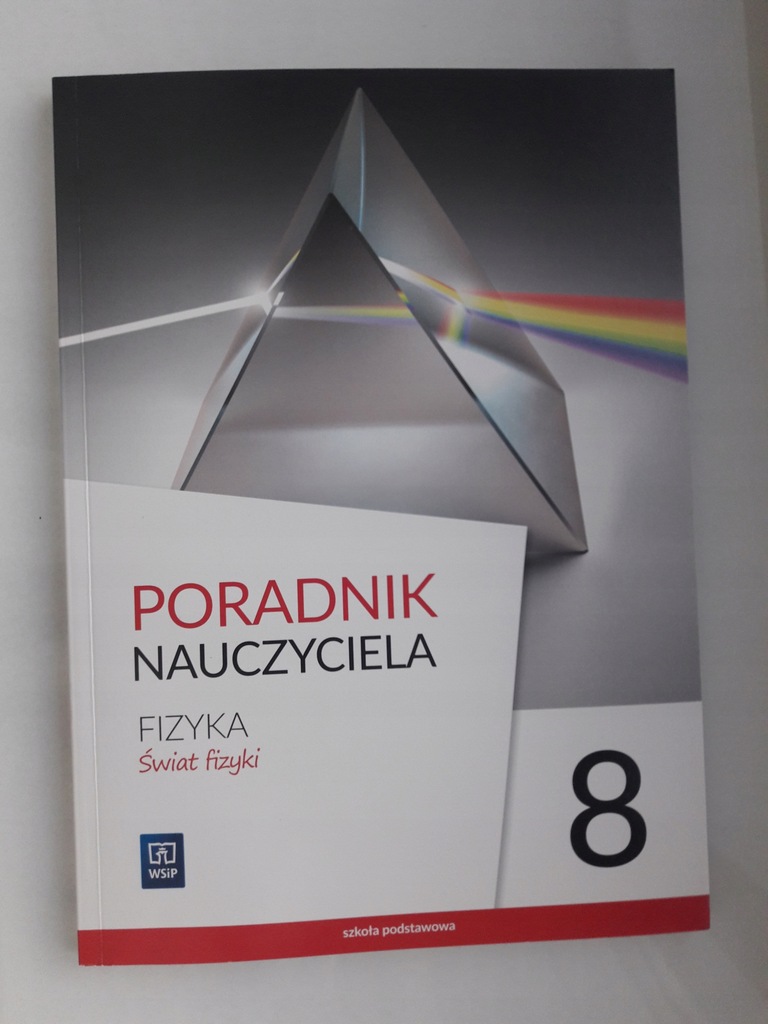 PORADNIK
NAUCZYCIELA
FIZYKA
Świat fizyki
8
WSiP
szkoła podstawowa